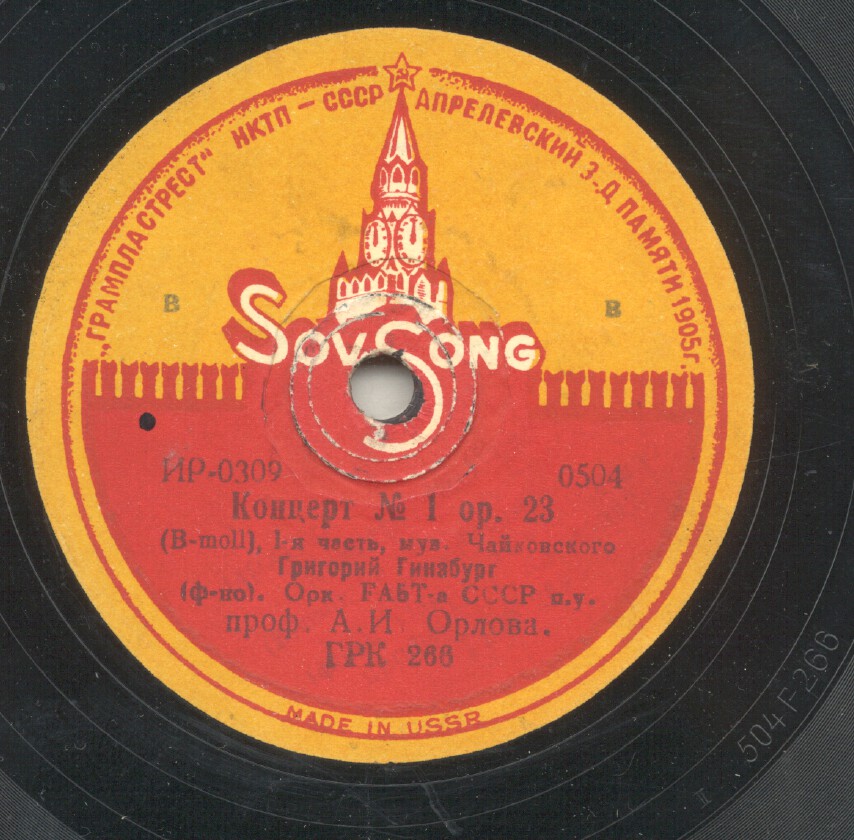 „ГРАМПЛАСТРЕСТ“ НКТП — СССР АПРЕЛЕВСКИЙ З-Д ПАМЯТИ 1905 г.
В В
SovSong
ИР-0309 0504
Концерт № 1 op. 23
(B-moll), 1-я часть, муз. Чайковского
Григорий Гинзбург
(ф-но). Орк. ГАБТ-а СССР п.у.
проф. А.И Орлова.
ГРК 266
MADE IN USSR
504 Г-266
I